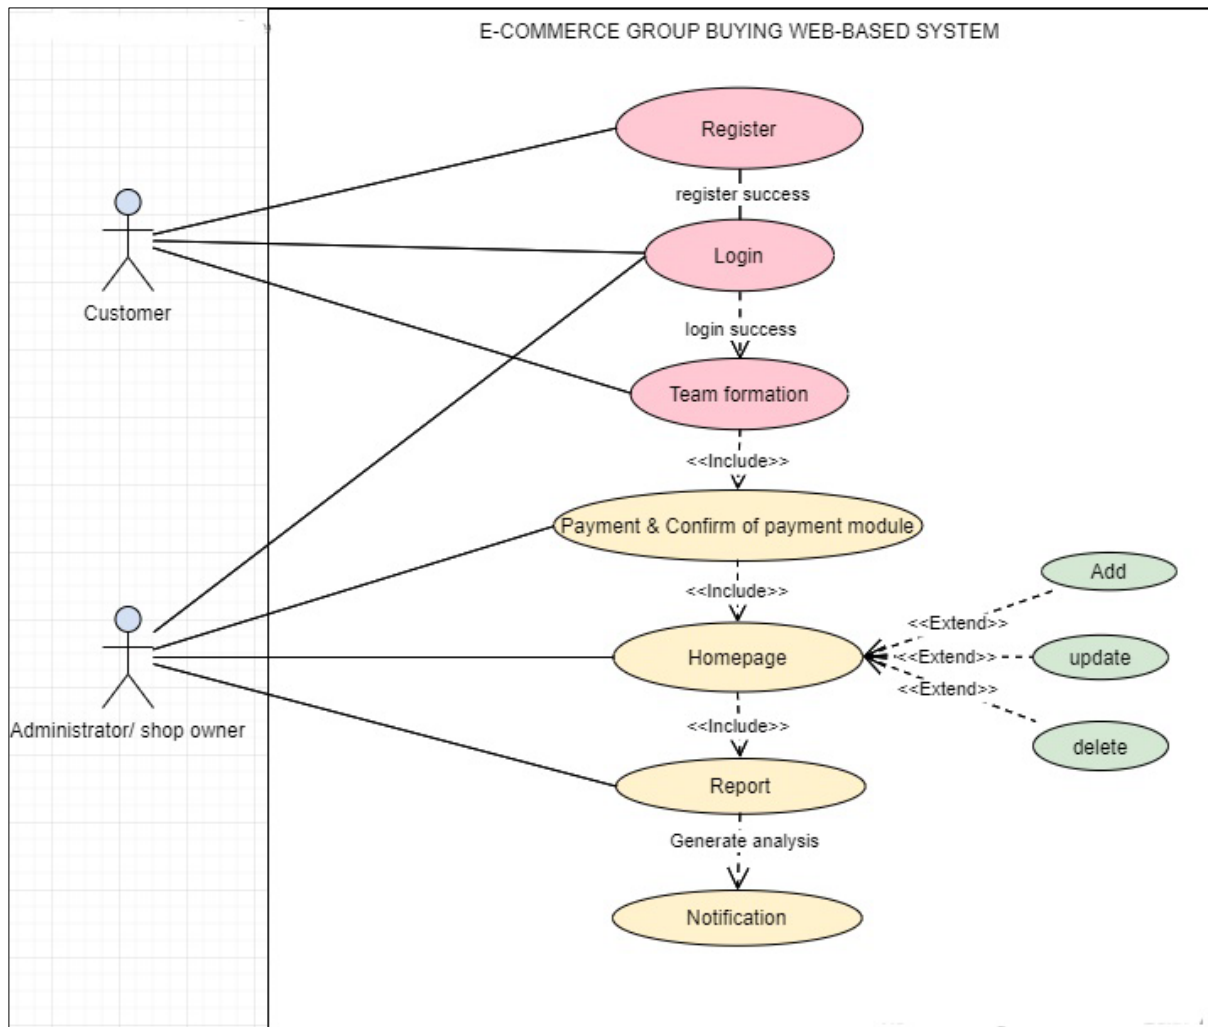 E-COMMERCE GROUP BUYING WEB-BASED SYSTEM
Register
register success
Login
login success
Customer
Team formation
<<Include>>
Payment & Confirm of payment module
<<Include>>
Add
<<Extend>>
Homepage
<<Extend>>
update
<<Extend>>
Administrator/ shop owner
<<Include>>
delete
Report
Generate analysis
Notification